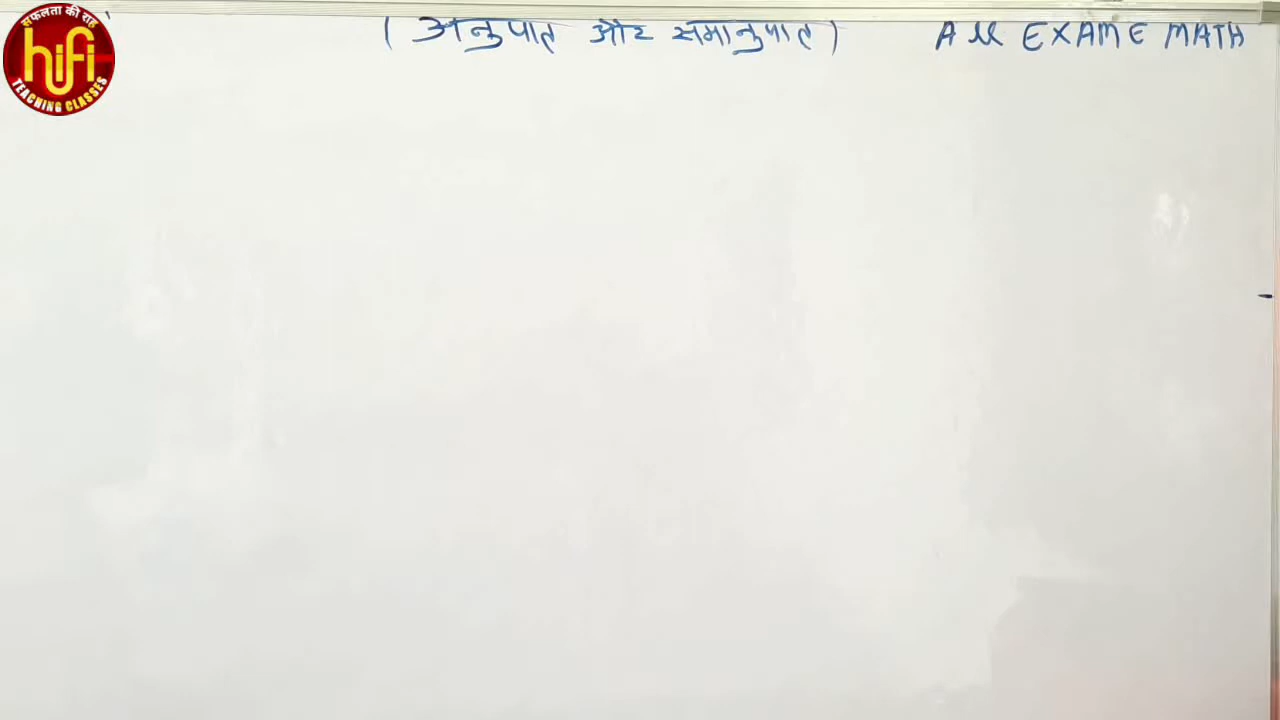 सफलता की राह
hiFi
TEACHING CLASSES
( अनुपात और समानुपात ) All EXAME MATH